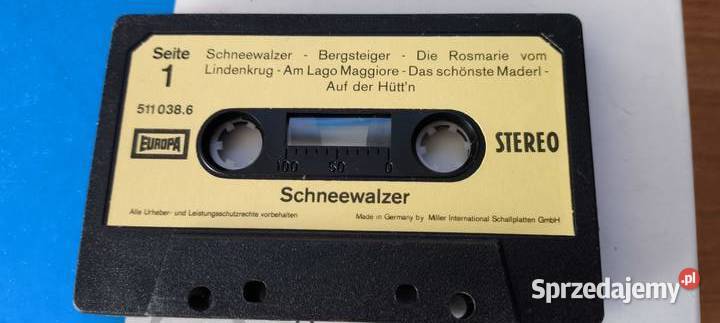 Seite
1
Schneewalzer - Bergsteiger - Die Rosmarie vom
Lindenkrug - Am Lago Maggiore - Das schönste Maderl -
Auf der Hütt'n
511 038.6
EUROPA
STEREO
100 50 0
Schneewalzer
Alle Urheber- und Leistungsschutzrechte vorbehalten
Made in Germany by Miller International Schallplatten GmbH
Sprzedajemy.pl